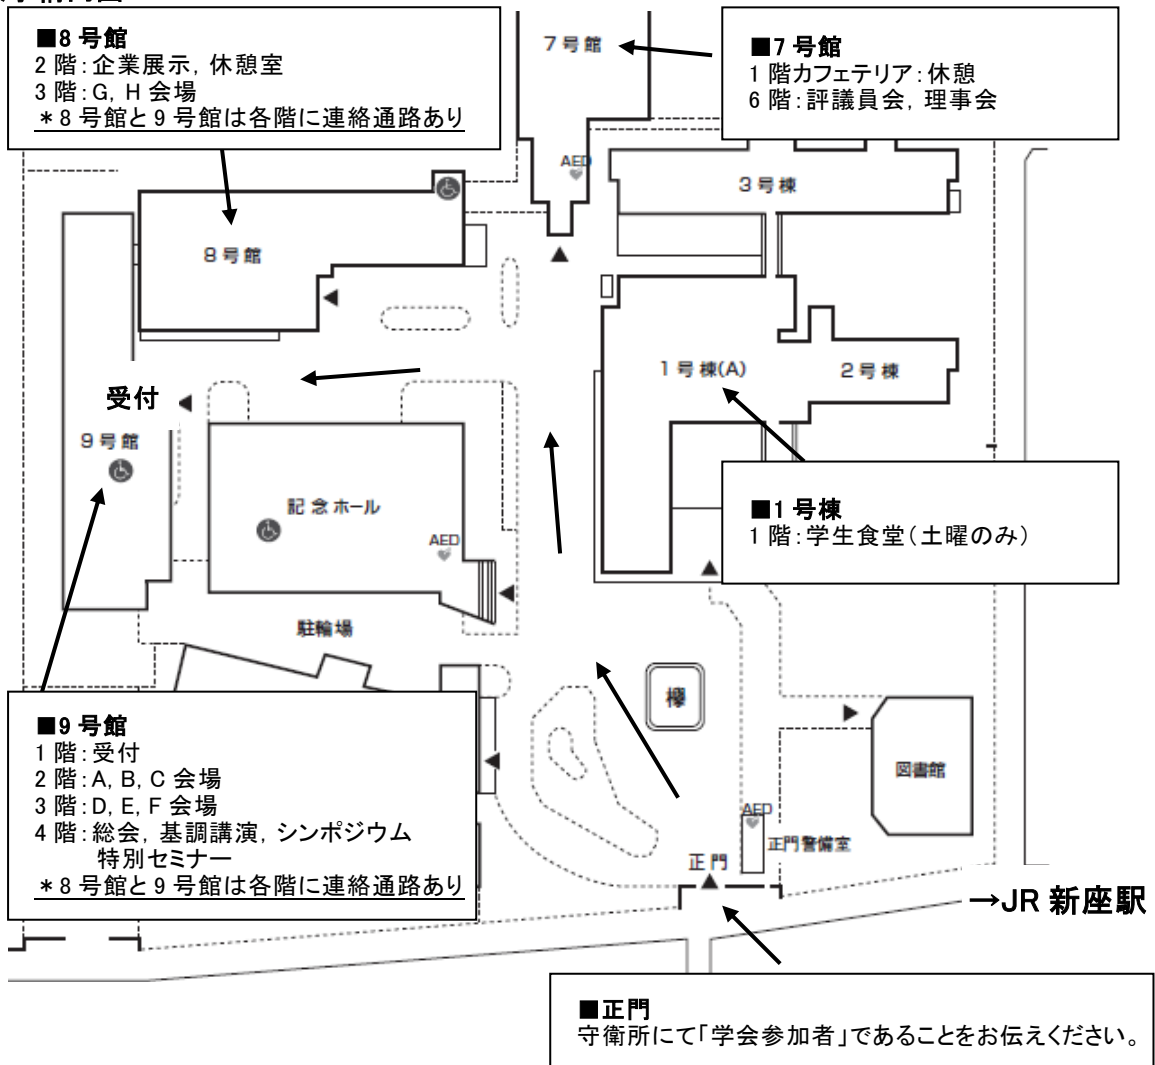 ■8 号館
2 階：企業展示，休憩室
3 階：G，H 会場
＊8 号館と 9 号館は各階に連絡通路あり
7 号館
■7 号館
1 階カフェテリア：休憩
6 階：評議員会，理事会
AED
3 号 棟
8 号 館
1 号 棟(A)
2 号 棟
受付
9 号 館
記 念 ホール
AED
■1 号棟
1 階：学生食堂（土曜のみ）
駐輪場
欅
■9 号館
1 階：受付
2 階：A，B，C 会場
3 階：D，E，F 会場
4 階：総会，基調講演，シンポジウム
特別セミナー
＊8 号館と 9 号館は各階に連絡通路あり
図書館
AED
正門警備室
正 門
→JR 新座駅
■正門
守衛所にて「学会参加者」であることをお伝えください。